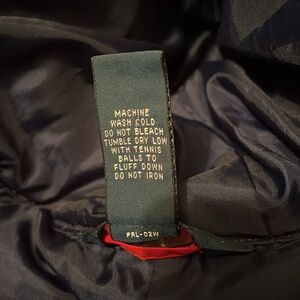 MACHINE
WASH COLD
DO NOT BLEACH
TUMBLE DRY LOW
WITH TENNIS
BALLS TO
FLUFF DOWN
DO NOT IRON
PRL-02W